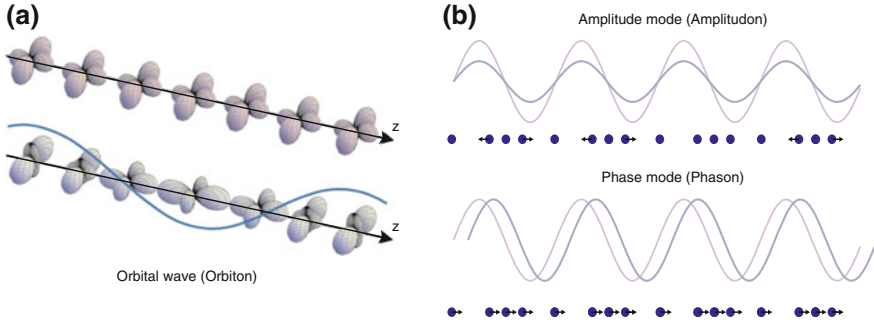 (a)
z
z
Orbital wave (Orbiton)
(b)
Amplitude mode (Amplitudon)
Phase mode (Phason)